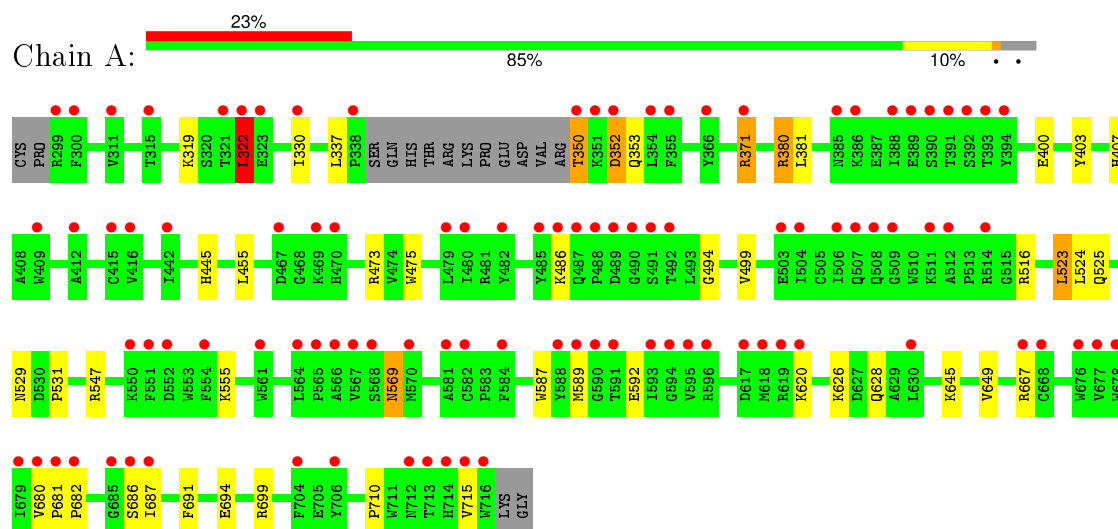 23%
Chain A:
85% 10% • •
CYS PRO R299 F300 V311 T315 K319 S320 T321 L322 E323 I330 L337 P338 SER GLN HIS THR ARG LYS PRO GLU ASP VAL ARG T350 K351 D352 Q353 L354 F355 Y366 R371 R380 L381 N385 K386 E387 I388 E389 S390 T391 S392 T393 Y394 E400 Y403 H407
A408 W409 A412 C415 V416 I442 H445 L455 D467 G468 K469 H470 R473 V474 W475 L479 I480 R481 Y482 Y485 K486 Q487 P488 D489 G490 S491 T492 L493 G494 V499 E503 I504 C505 I506 Q507 Q508 G509 W510 K511 A512 P513 R514 G515 R516 L523 L524 Q525
N529 D530 P531 R547 K550 F551 D552 W553 F554 K555 W561 L564 P565 A566 V567 S568 N569 M570 A581 C582 P583 F584 W587 Y588 M589 G590 T591 E592 I593 G594 V595 R596 D617 M618 R619 K620 K626 D627 Q628 A629 L630 K645 V649 R667 C668 W676 V677 W678
I679 V680 P681 P682 G685 S686 I687 F691 E694 R699 F704 E705 Y706 P710 W711 N712 T713 H714 V715 W716 LYS GLY